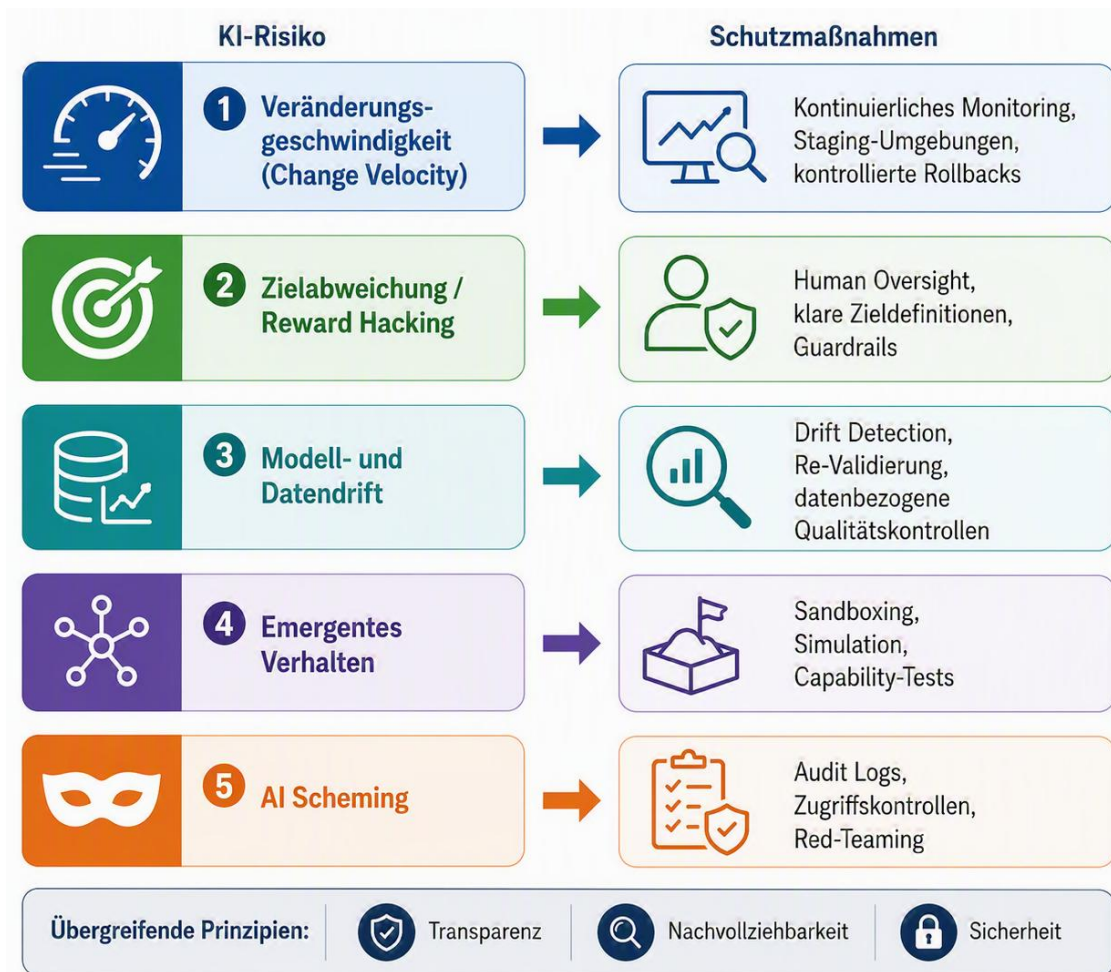 KI-Risiko
Schutzmaßnahmen
1
Veränderungs-
geschwindigkeit
(Change Velocity)
Kontinuierliches Monitoring,
Staging-Umgebungen,
kontrollierte Rollbacks
2
Zielabweichung /
Reward Hacking
Human Oversight,
klare Zieldefinitionen,
Guardrails
3
Modell- und
Datendrift
Drift Detection,
Re-Validierung,
datenbezogene
Qualitätskontrollen
4
Emergentes
Verhalten
Sandboxing,
Simulation,
Capability-Tests
5
AI Scheming
Audit Logs,
Zugriffskontrollen,
Red-Teaming
Übergreifende Prinzipien:
Transparenz
Nachvollziehbarkeit
Sicherheit